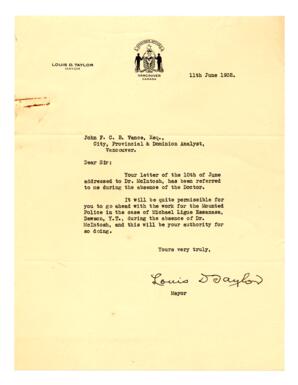 LOUIS D. TAYLOR
MAYOR
VANCOUVER
CANADA
11th June 1932.
John F. C. B. Vance, Esq.,
City, Provincial & Dominion Analyst,
Vancouver.
Dear Sir:
Your Letter of the 10th of June
addressed to Dr. McIntosh, has been referred
to me during the absence of the Doctor.
It will be quite permissible for
you to go ahead with the work for the Mounted
Police in the case of Michael Ligue
Dawson, Y.T., during the absence of Dr.
McIntosh, and this will be your authority for
so doing.
Yours very truly,
Louis D Taylor
Mayor